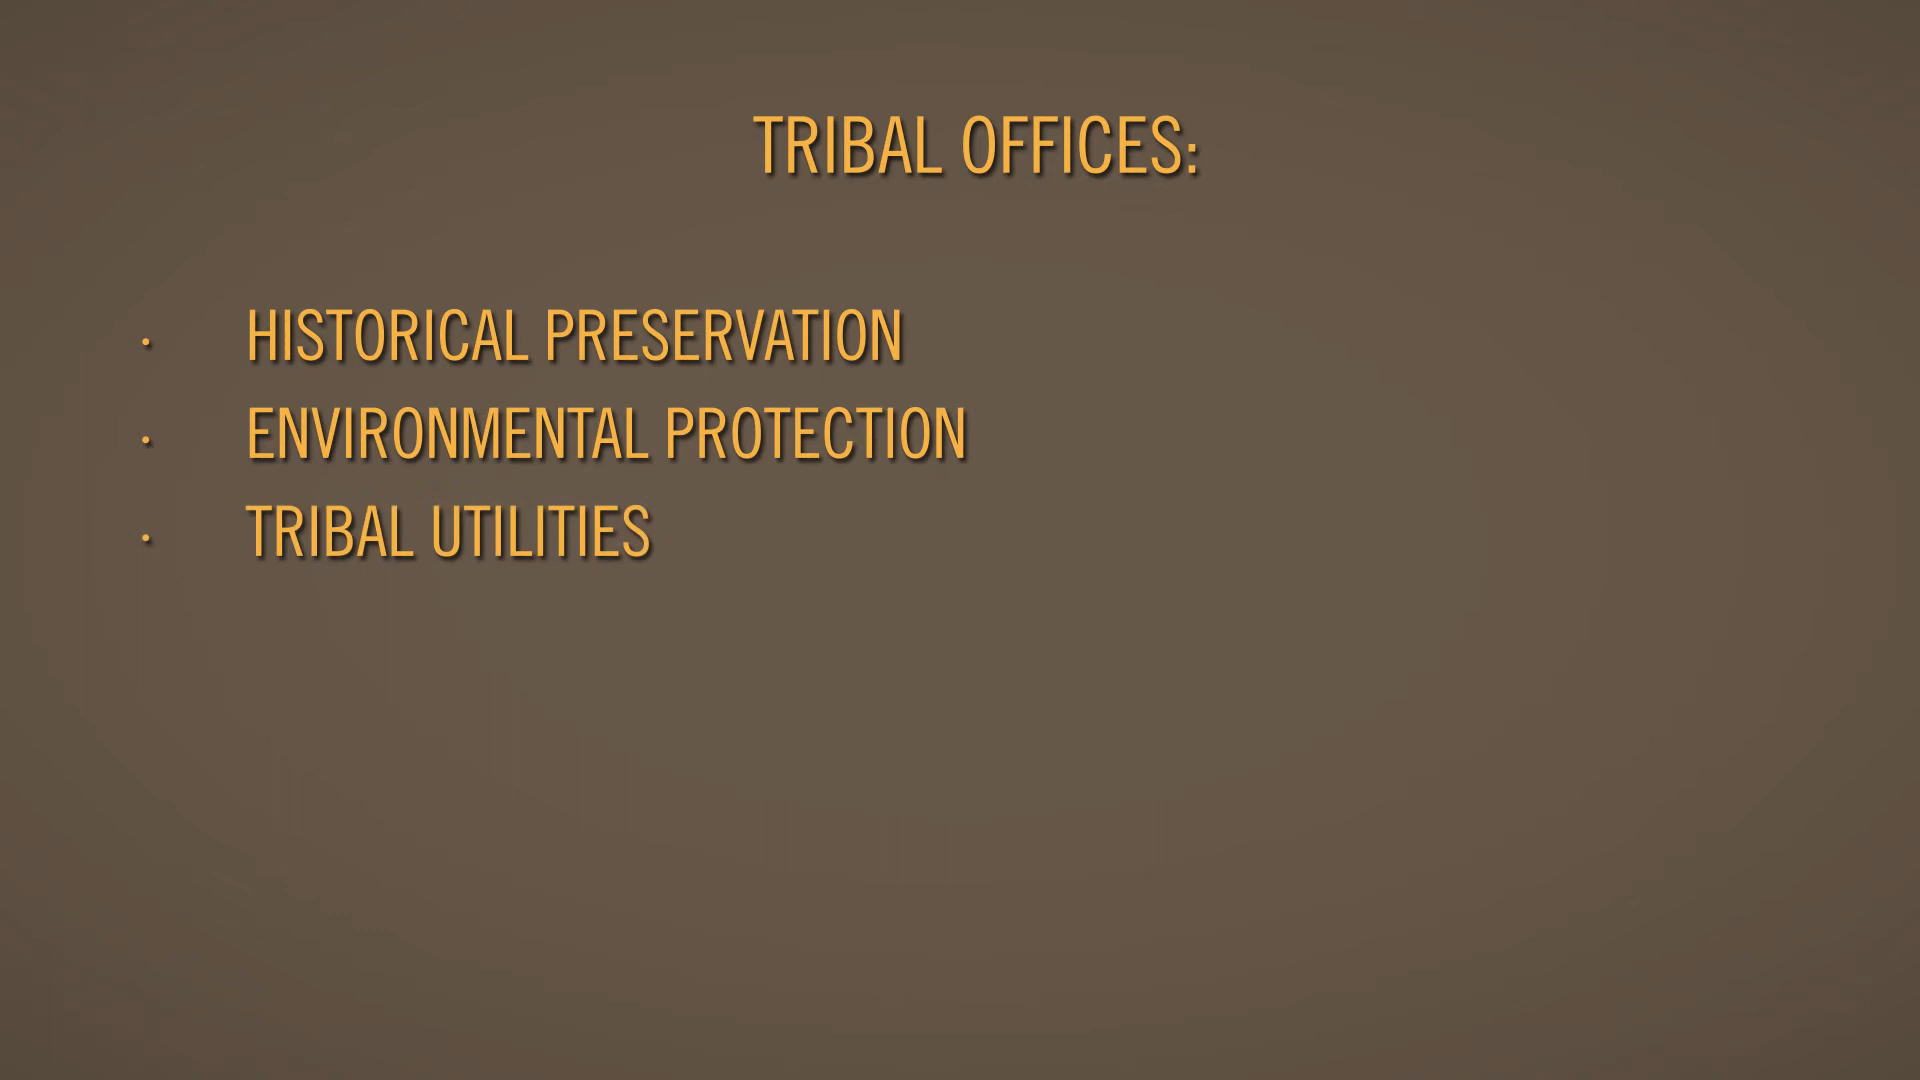 TRIBAL OFFICES:
· HISTORICAL PRESERVATION
· ENVIRONMENTAL PROTECTION
· TRIBAL UTILITIES